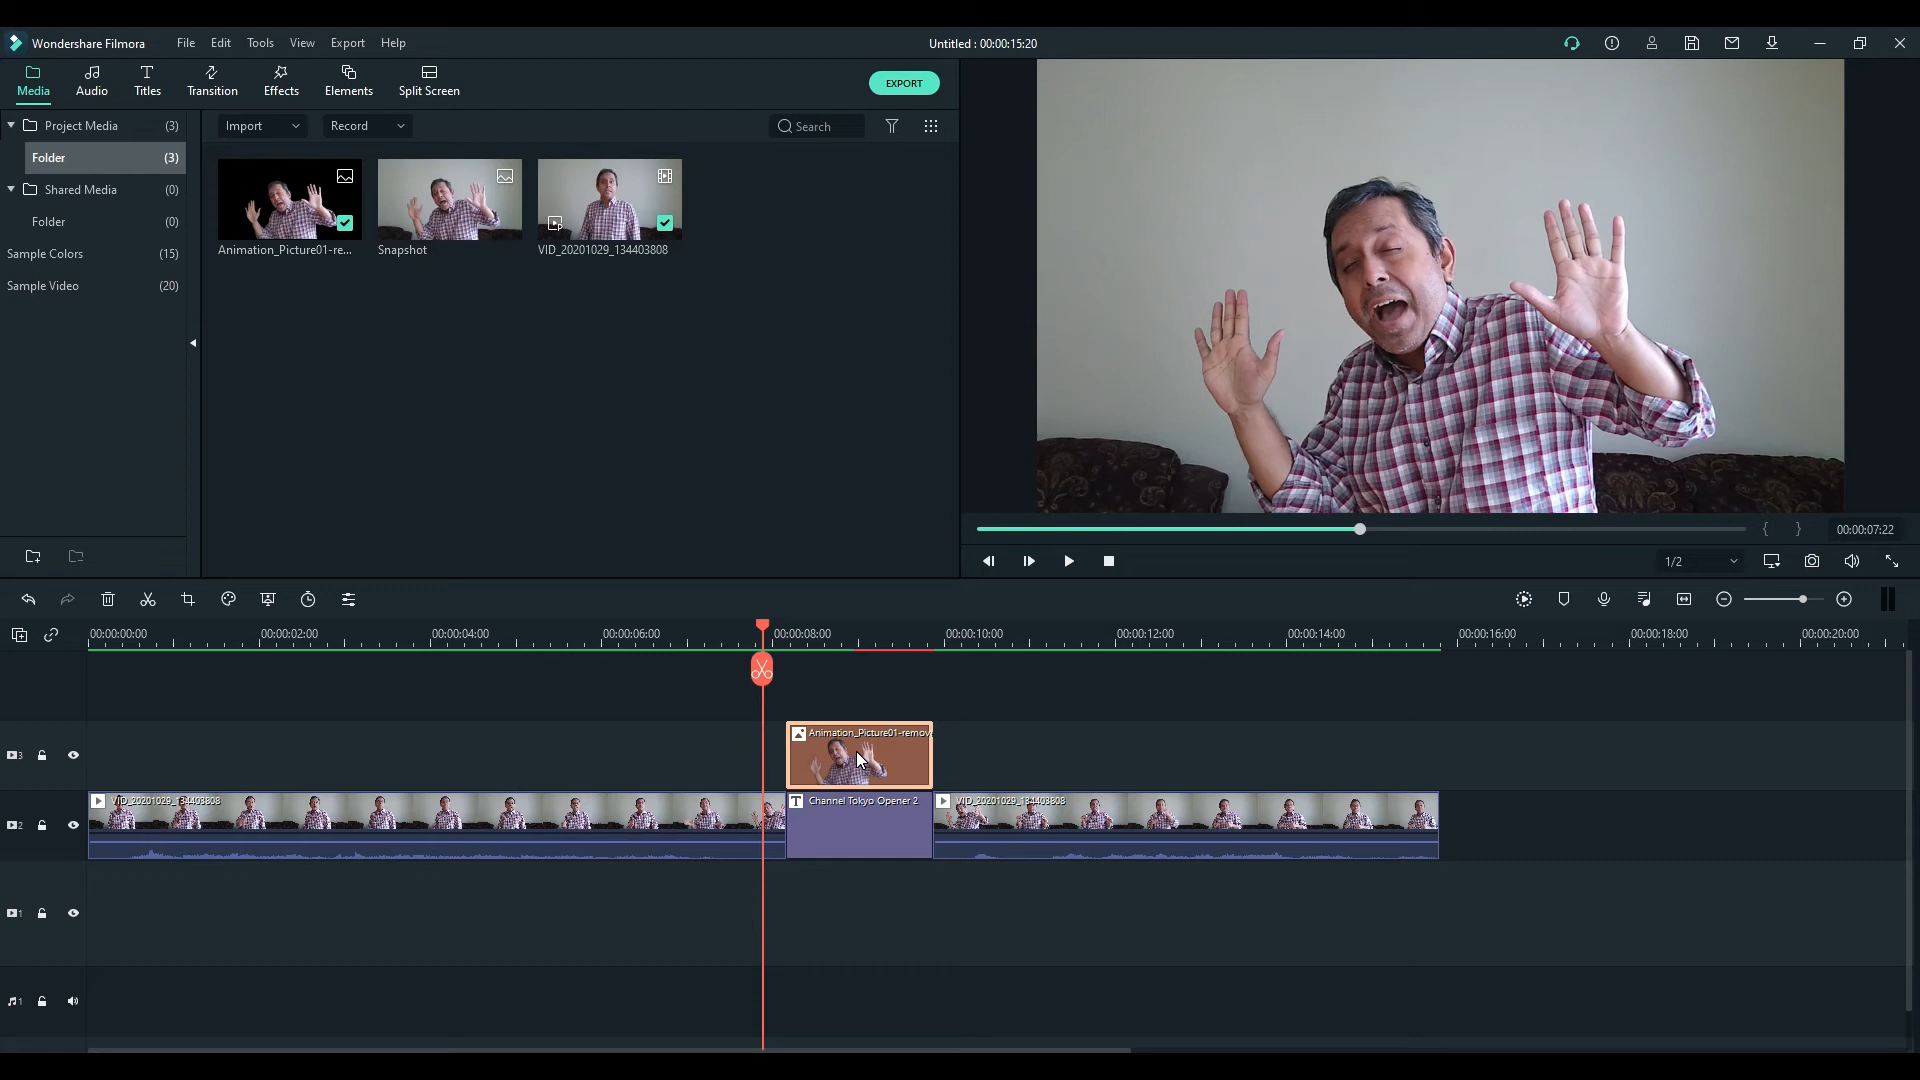 Wondershare Filmora File Edit Tools View Export Help Untitled : 00:00:15:20
Media Audio Titles Transition Effects Elements Split Screen EXPORT
Project Media (3) Import Record Search
Folder (3)
Shared Media (0)
Folder (0)
Sample Colors (15)
Sample Video (20)
Animation_Picture01-re... Snapshot VID_20201029_134403808
{ } 00:00:07:22
1/2
00:00:00:00 00:00:02:00 00:00:04:00 00:00:06:00 00:00:08:00 00:00:10:00 00:00:12:00 00:00:14:00 00:00:16:00 00:00:18:00 00:00:20:00
3 Animation_Picture01-remov
2 VID_20201029_134403808 T Channel Tokyo Opener 2 VID_20201029_134403808
1
1